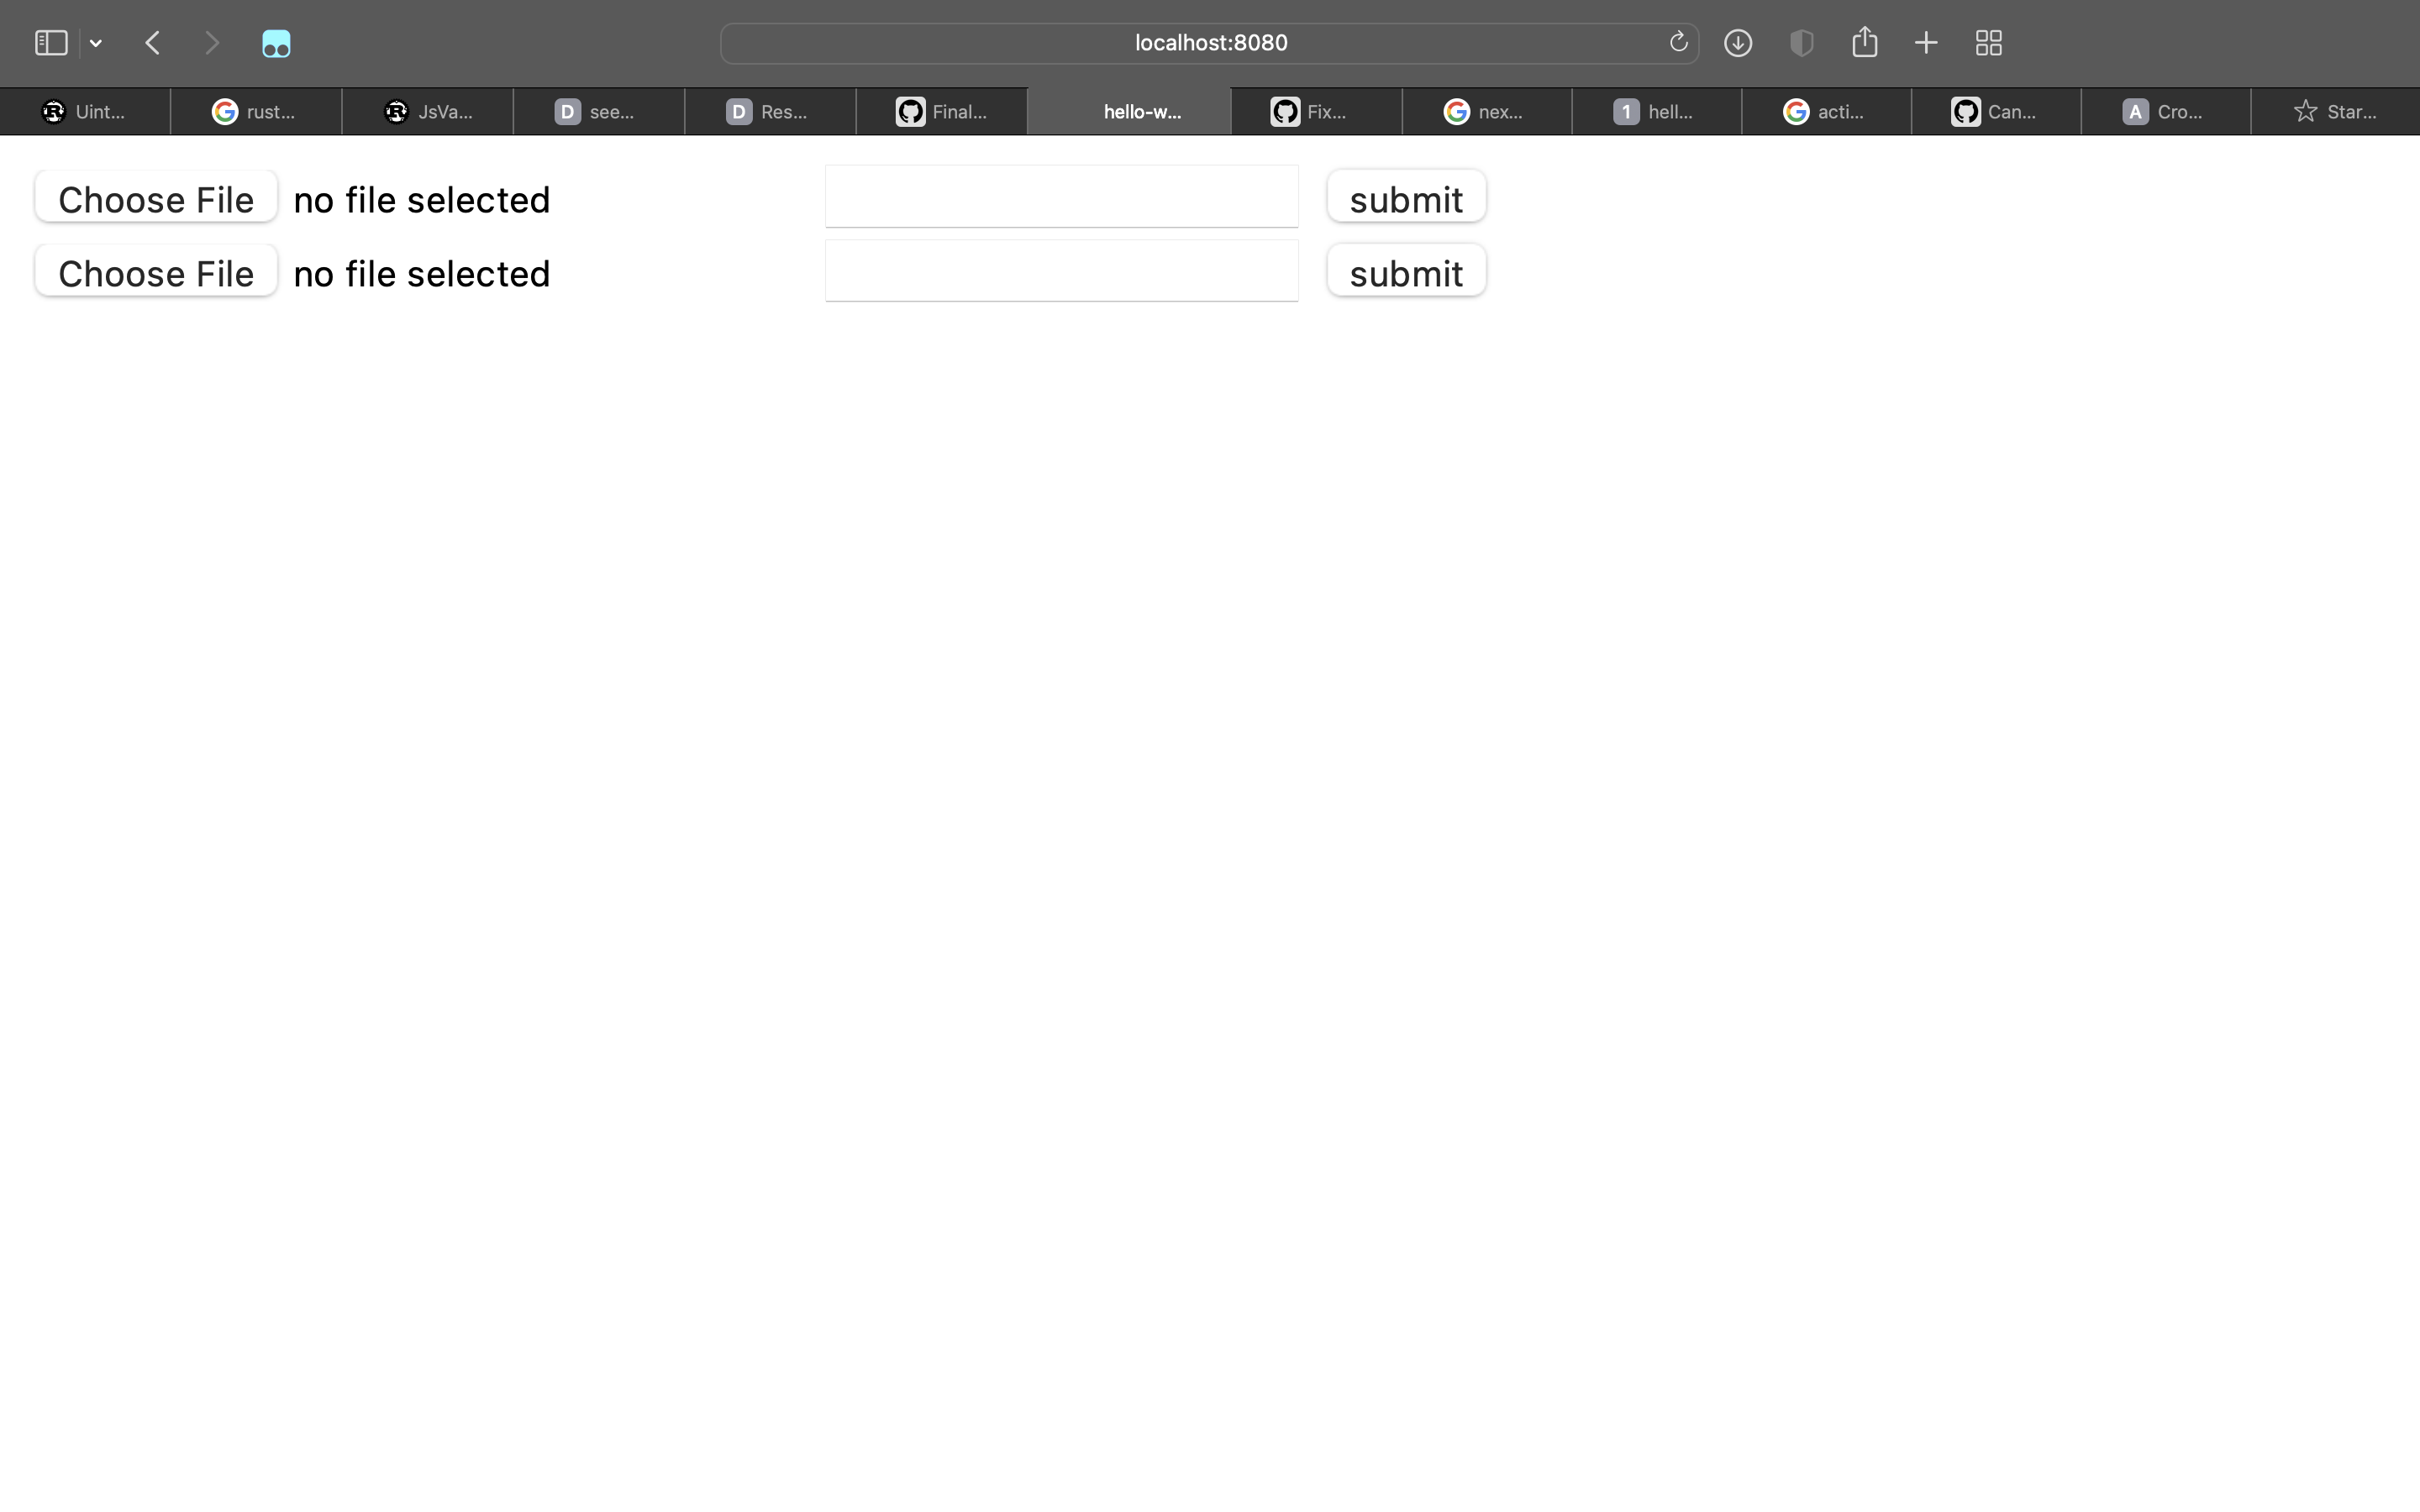 localhost:8080
Uint... rust... JsVa... D see... D Res... Final... hello-w... Fix... nex... 1 hell... acti... Can... A Cro... Star...
Choose File no file selected submit
Choose File no file selected submit